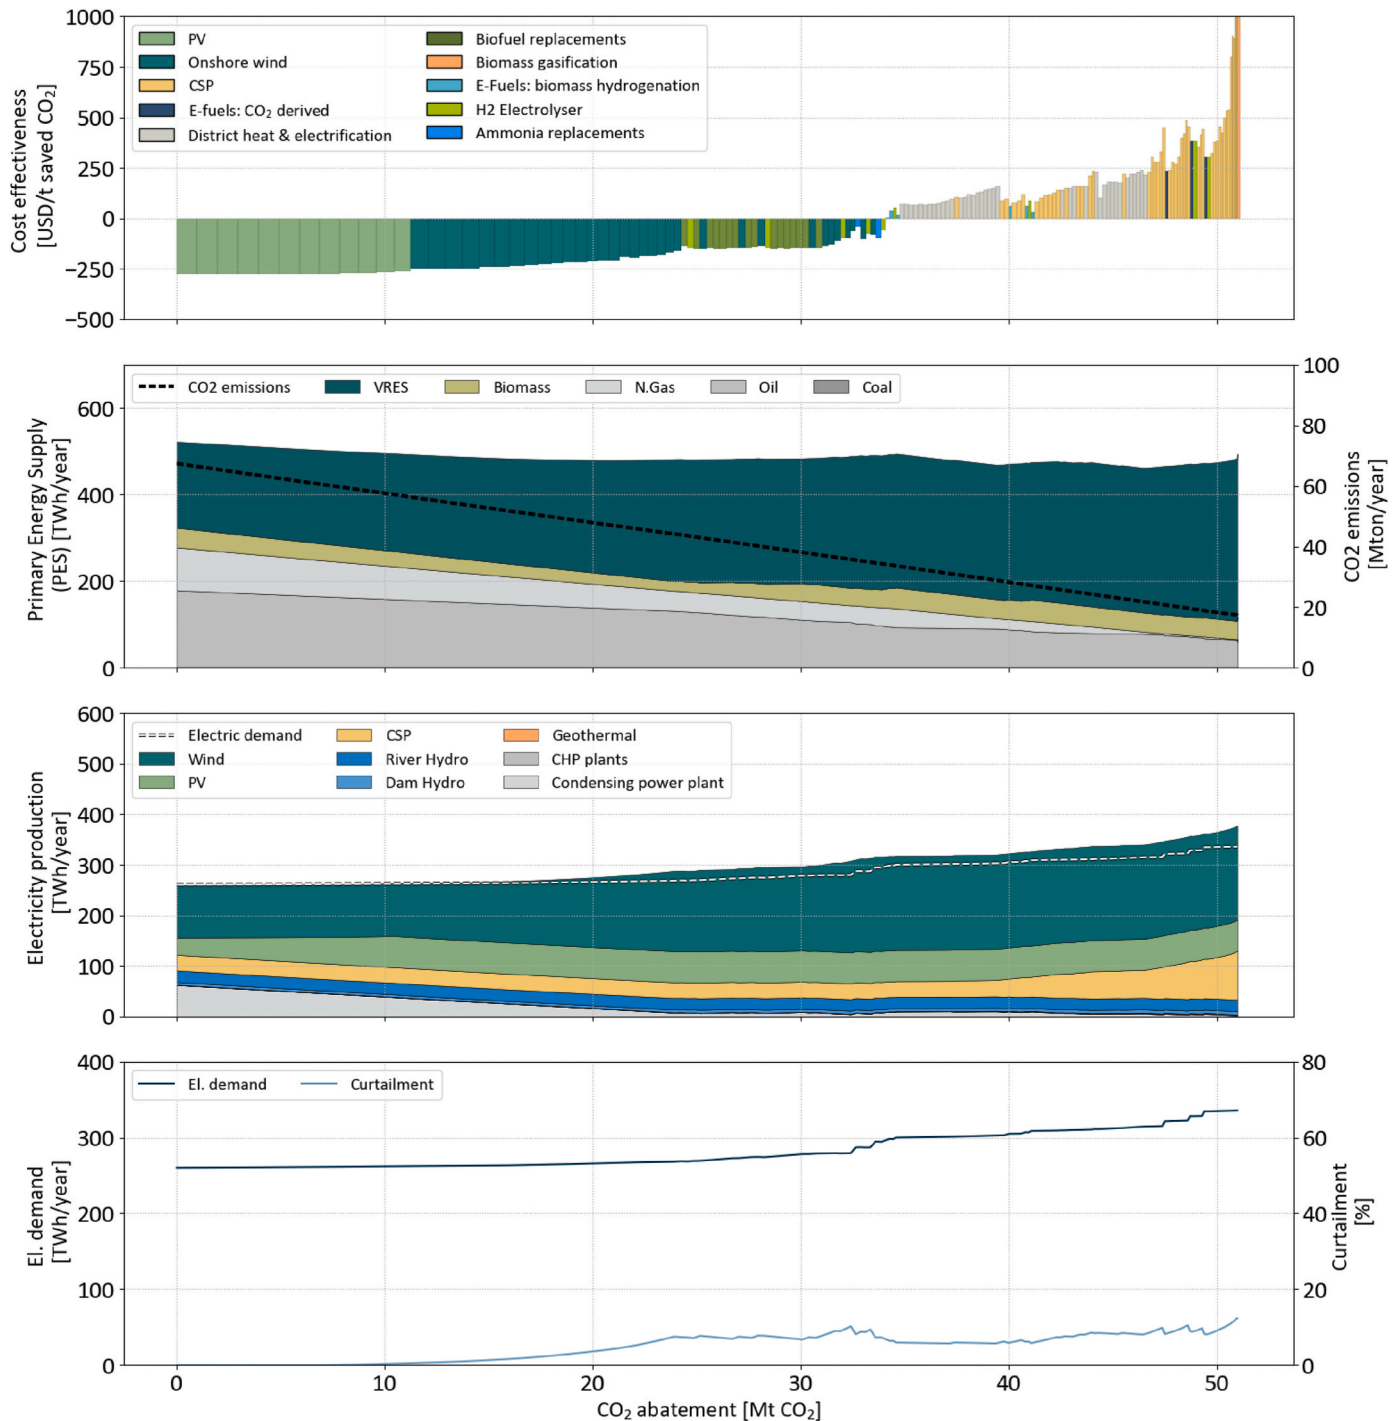 1000
750
500
250
0
−250
−500
Cost effectiveness
[USD/t saved CO₂]
PV
Onshore wind
CSP
E-fuels: CO₂ derived
District heat & electrification
Biofuel replacements
Biomass gasification
E-Fuels: biomass hydrogenation
H2 Electrolyser
Ammonia replacements
600
400
200
0
Primary Energy Supply
(PES) [TWh/year]
CO2 emissions
VRES
Biomass
N.Gas
Oil
Coal
100
80
60
40
20
0
CO2 emissions
[Mton/year]
600
500
400
300
200
100
0
Electricity production
[TWh/year]
Electric demand
Wind
PV
CSP
River Hydro
Dam Hydro
Geothermal
CHP plants
Condensing power plant
400
300
200
100
0
El. demand
[TWh/year]
El. demand
Curtailment
80
60
40
20
0
Curtailment
[%]
0
10
20
30
40
50
CO₂ abatement [Mt CO₂]